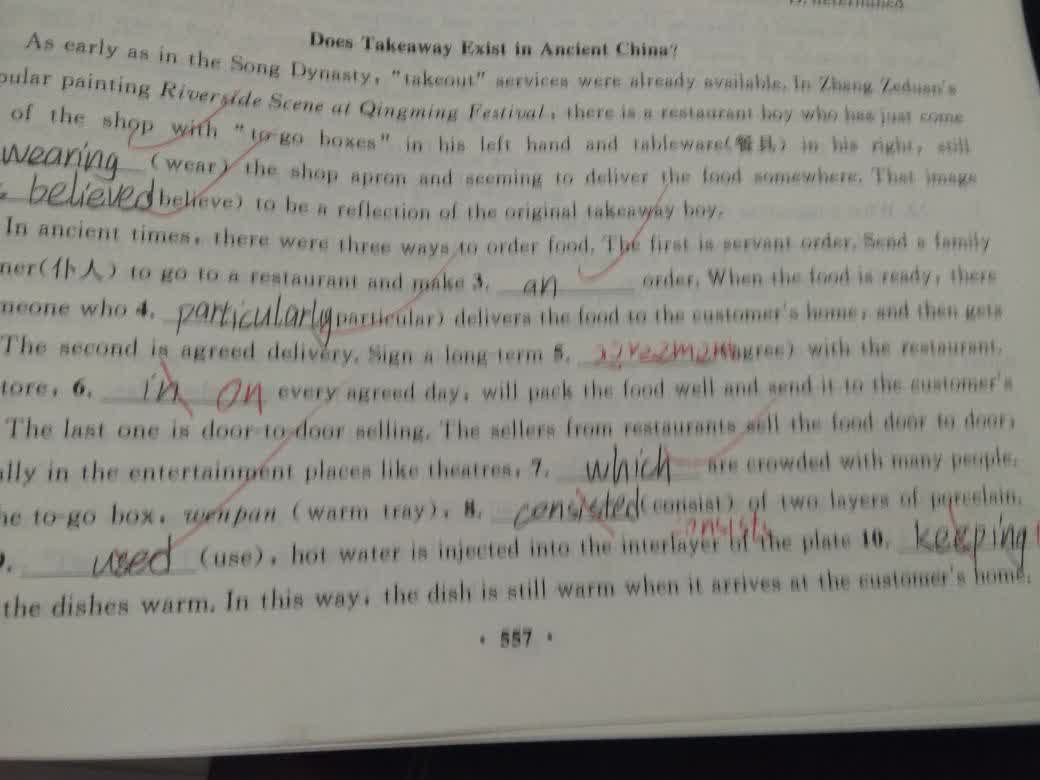 Does Takeaway Exist in Ancient China?
As early as in the Song Dynasty, "takeout" services were already available. In Zhang Zeduan's
pular painting Riverside Scene at Qingming Festival, there is a restaurant boy who has just come
of the shop with "to-go boxes" in his left hand and tableware(餐具) in his right, still
wearing (wear) the shop apron and seeming to deliver the food somewhere. That image
believed (believe) to be a reflection of the original takeaway boy.
In ancient times, there were three ways to order food. The first is servant order. Send a family
ner(仆人) to go to a restaurant and make 3. an order. When the food is ready, there
meone who 4. particularly (particular) delivers the food to the customer's home, and then gets
The second is agreed delivery. Sign a long-term 5. (agree) with the restaurant.
tore, 6. in on every agreed day, will pack the food well and send it to the customer's
The last one is door-to-door selling. The sellers from restaurants sell the food door to door,
lly in the entertainment places like theatres, 7. which are crowded with many people.
he to-go box, wenpan (warm tray), 8. consisted (consist) of two layers of porcelain.
consists
used (use), hot water is injected into the interlayer of the plate 10. keeping
the dishes warm. In this way, the dish is still warm when it arrives at the customer's home.
· 557 ·